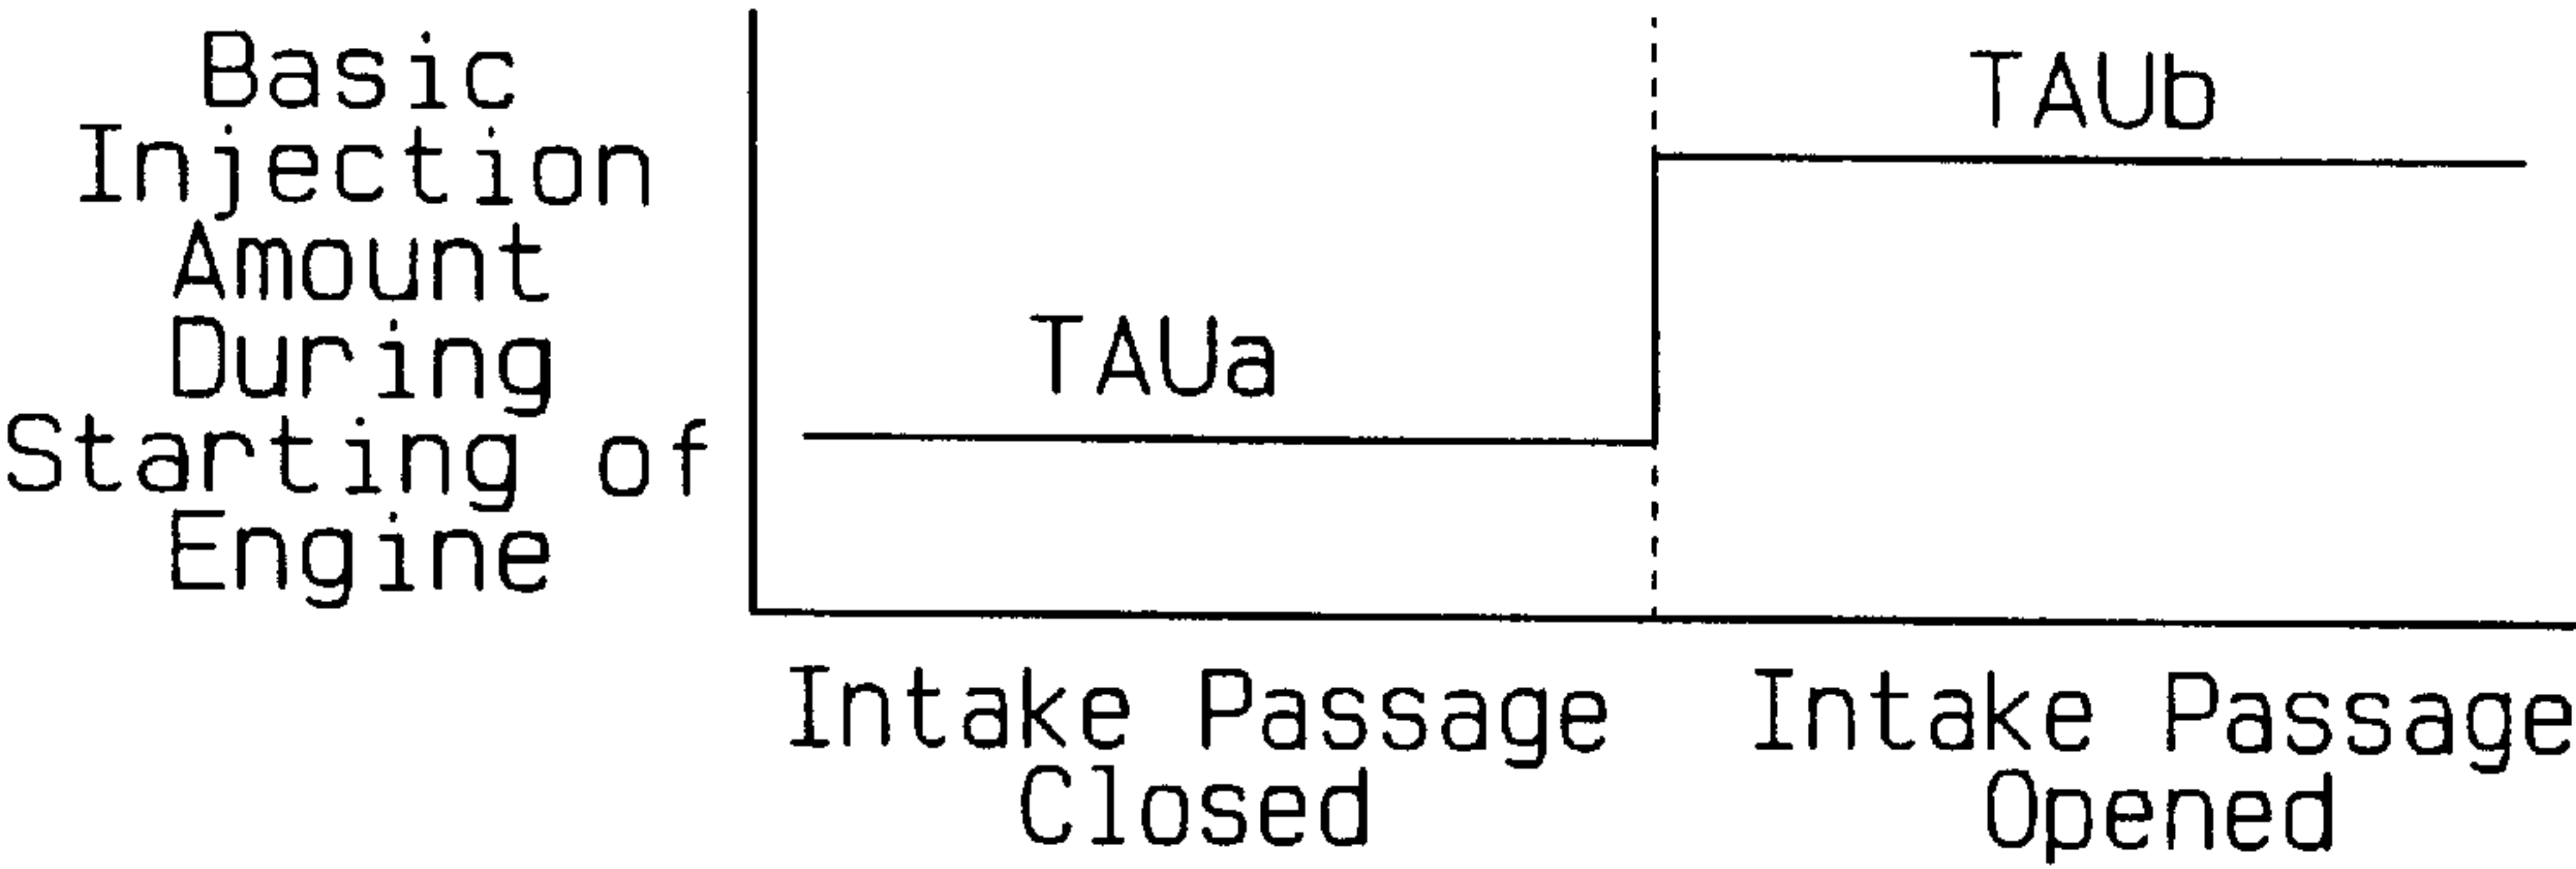 Basic
Injection
Amount
During
Starting of
Engine
TAUa
TAUb
Intake Passage
Closed
Intake Passage
Opened